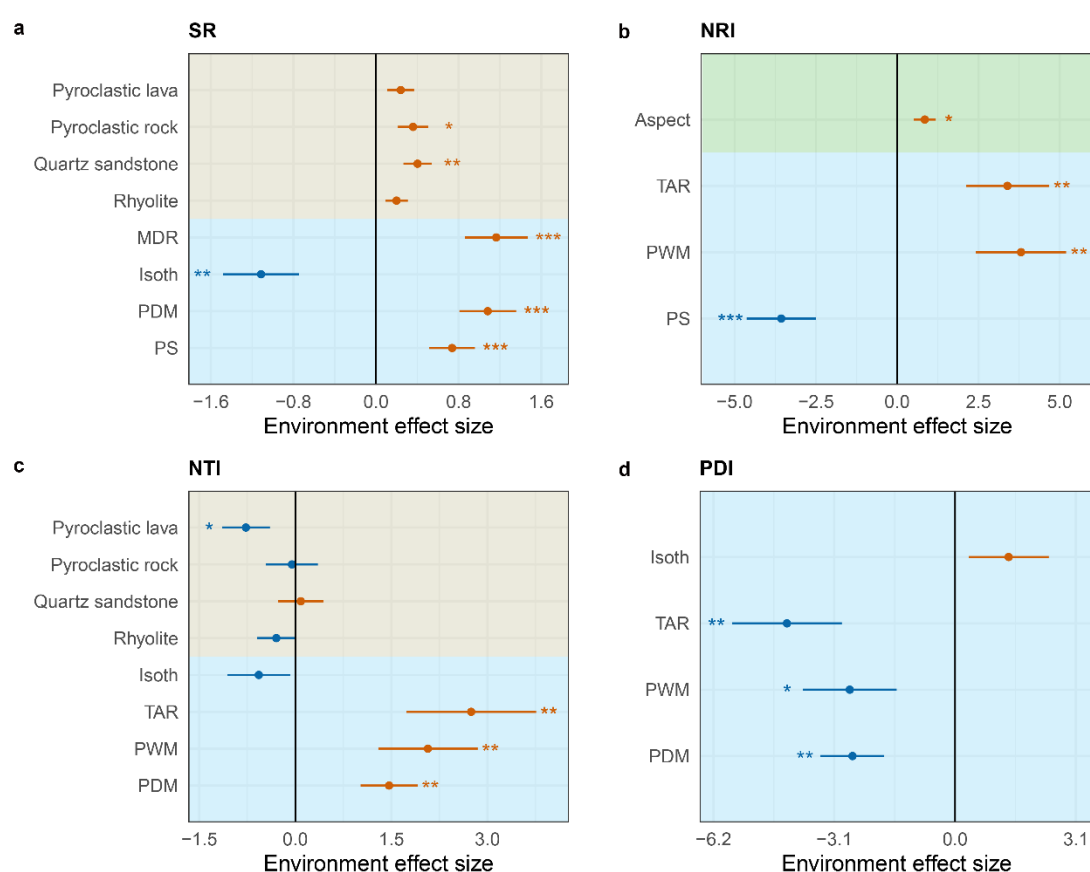 a SR
Pyroclastic lava
Pyroclastic rock *
Quartz sandstone **
Rhyolite
MDR ***
Isoth **
PDM ***
PS ***
−1.6 −0.8 0.0 0.8 1.6
Environment effect size
b NRI
Aspect *
TAR **
PWM **
PS ***
−5.0 −2.5 0.0 2.5 5.0
Environment effect size
c NTI
Pyroclastic lava *
Pyroclastic rock
Quartz sandstone
Rhyolite
Isoth
TAR **
PWM **
PDM **
−1.5 0.0 1.5 3.0
Environment effect size
d PDI
Isoth
TAR **
PWM *
PDM **
−6.2 −3.1 0.0 3.1
Environment effect size